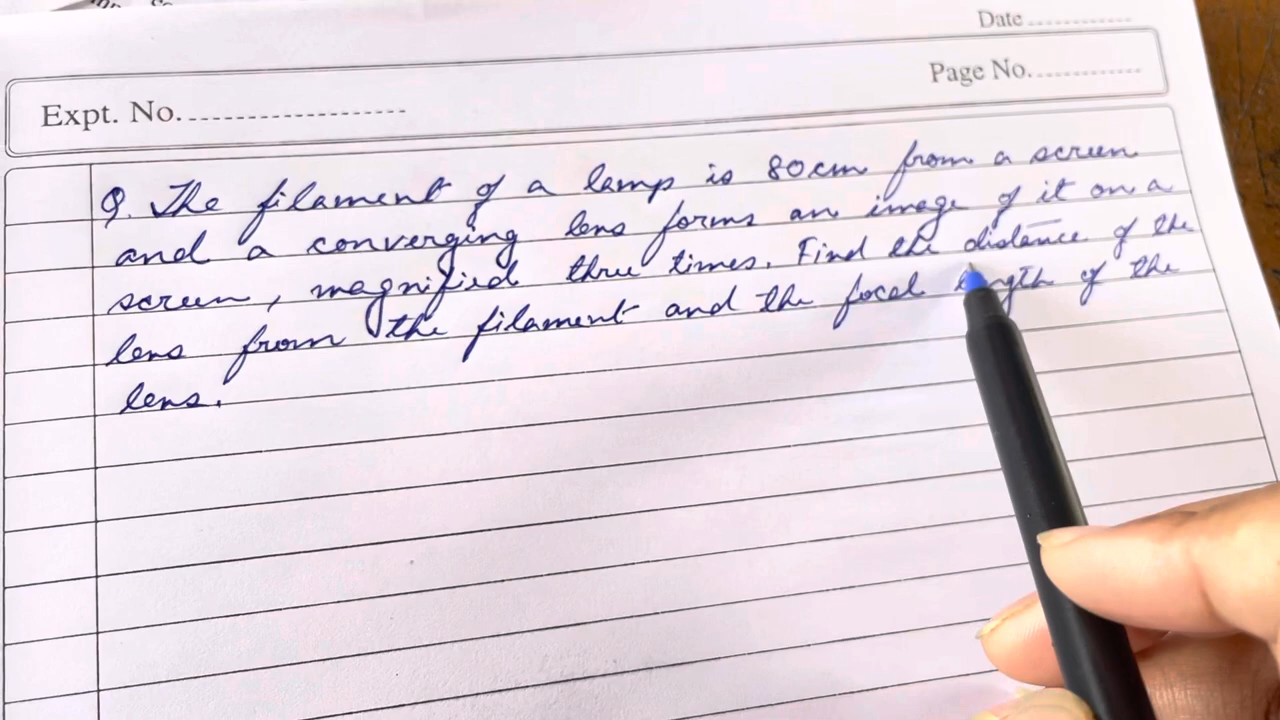 Date ............
Page No. ............
Expt. No. ...................
Q. The filament of a lamp is 80cm from a screen
and a converging lens forms an image of it on a
screen, magnified three times. Find the distance of the
lens from the filament and the focal length of the
lens.